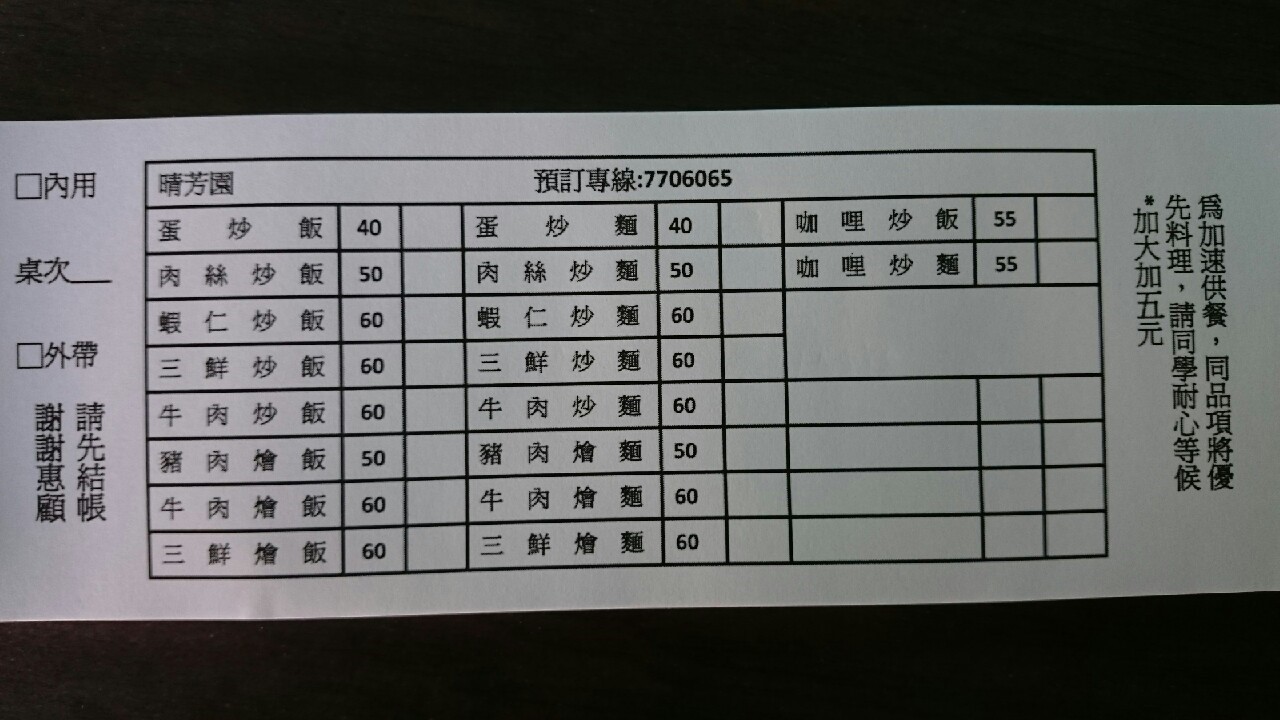 □內用
桌次___
□外帶
請先結帳
謝謝惠顧
晴芳園 預訂專線:7706065
蛋炒飯 40 蛋炒麵 40 咖哩炒飯 55
肉絲炒飯 50 肉絲炒麵 50 咖哩炒麵 55
蝦仁炒飯 60 蝦仁炒麵 60
三鮮炒飯 60 三鮮炒麵 60
牛肉炒飯 60 牛肉炒麵 60
豬肉燴飯 50 豬肉燴麵 50
牛肉燴飯 60 牛肉燴麵 60
三鮮燴飯 60 三鮮燴麵 60
為加速供餐，同品項將優
先料理，請同學耐心等候
*加大加五元